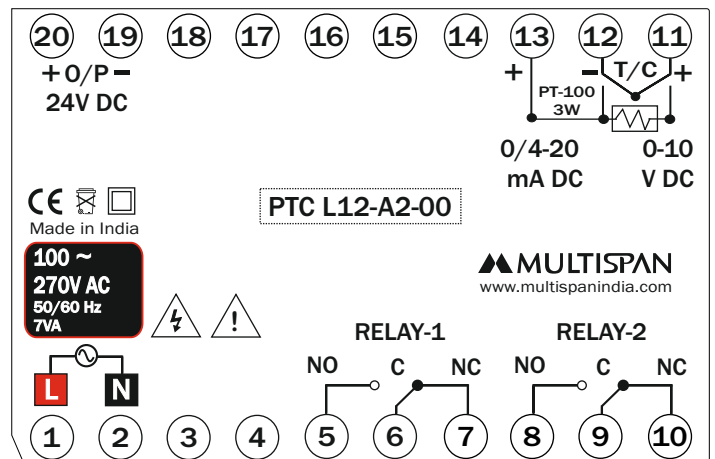 20 19 18 17 16 15 14 13 12 11
+ O/P −
24V DC
+ − T/C +
PT-100
3W
0/4-20
mA DC
0-10
V DC
CE
Made in India
PTC L12-A2-00
100 ~
270V AC
50/60 Hz
7VA
MULTISPAN
www.multispanindia.com
!
RELAY-1 RELAY-2
NO C NC NO C NC
L N
1 2 3 4 5 6 7 8 9 10